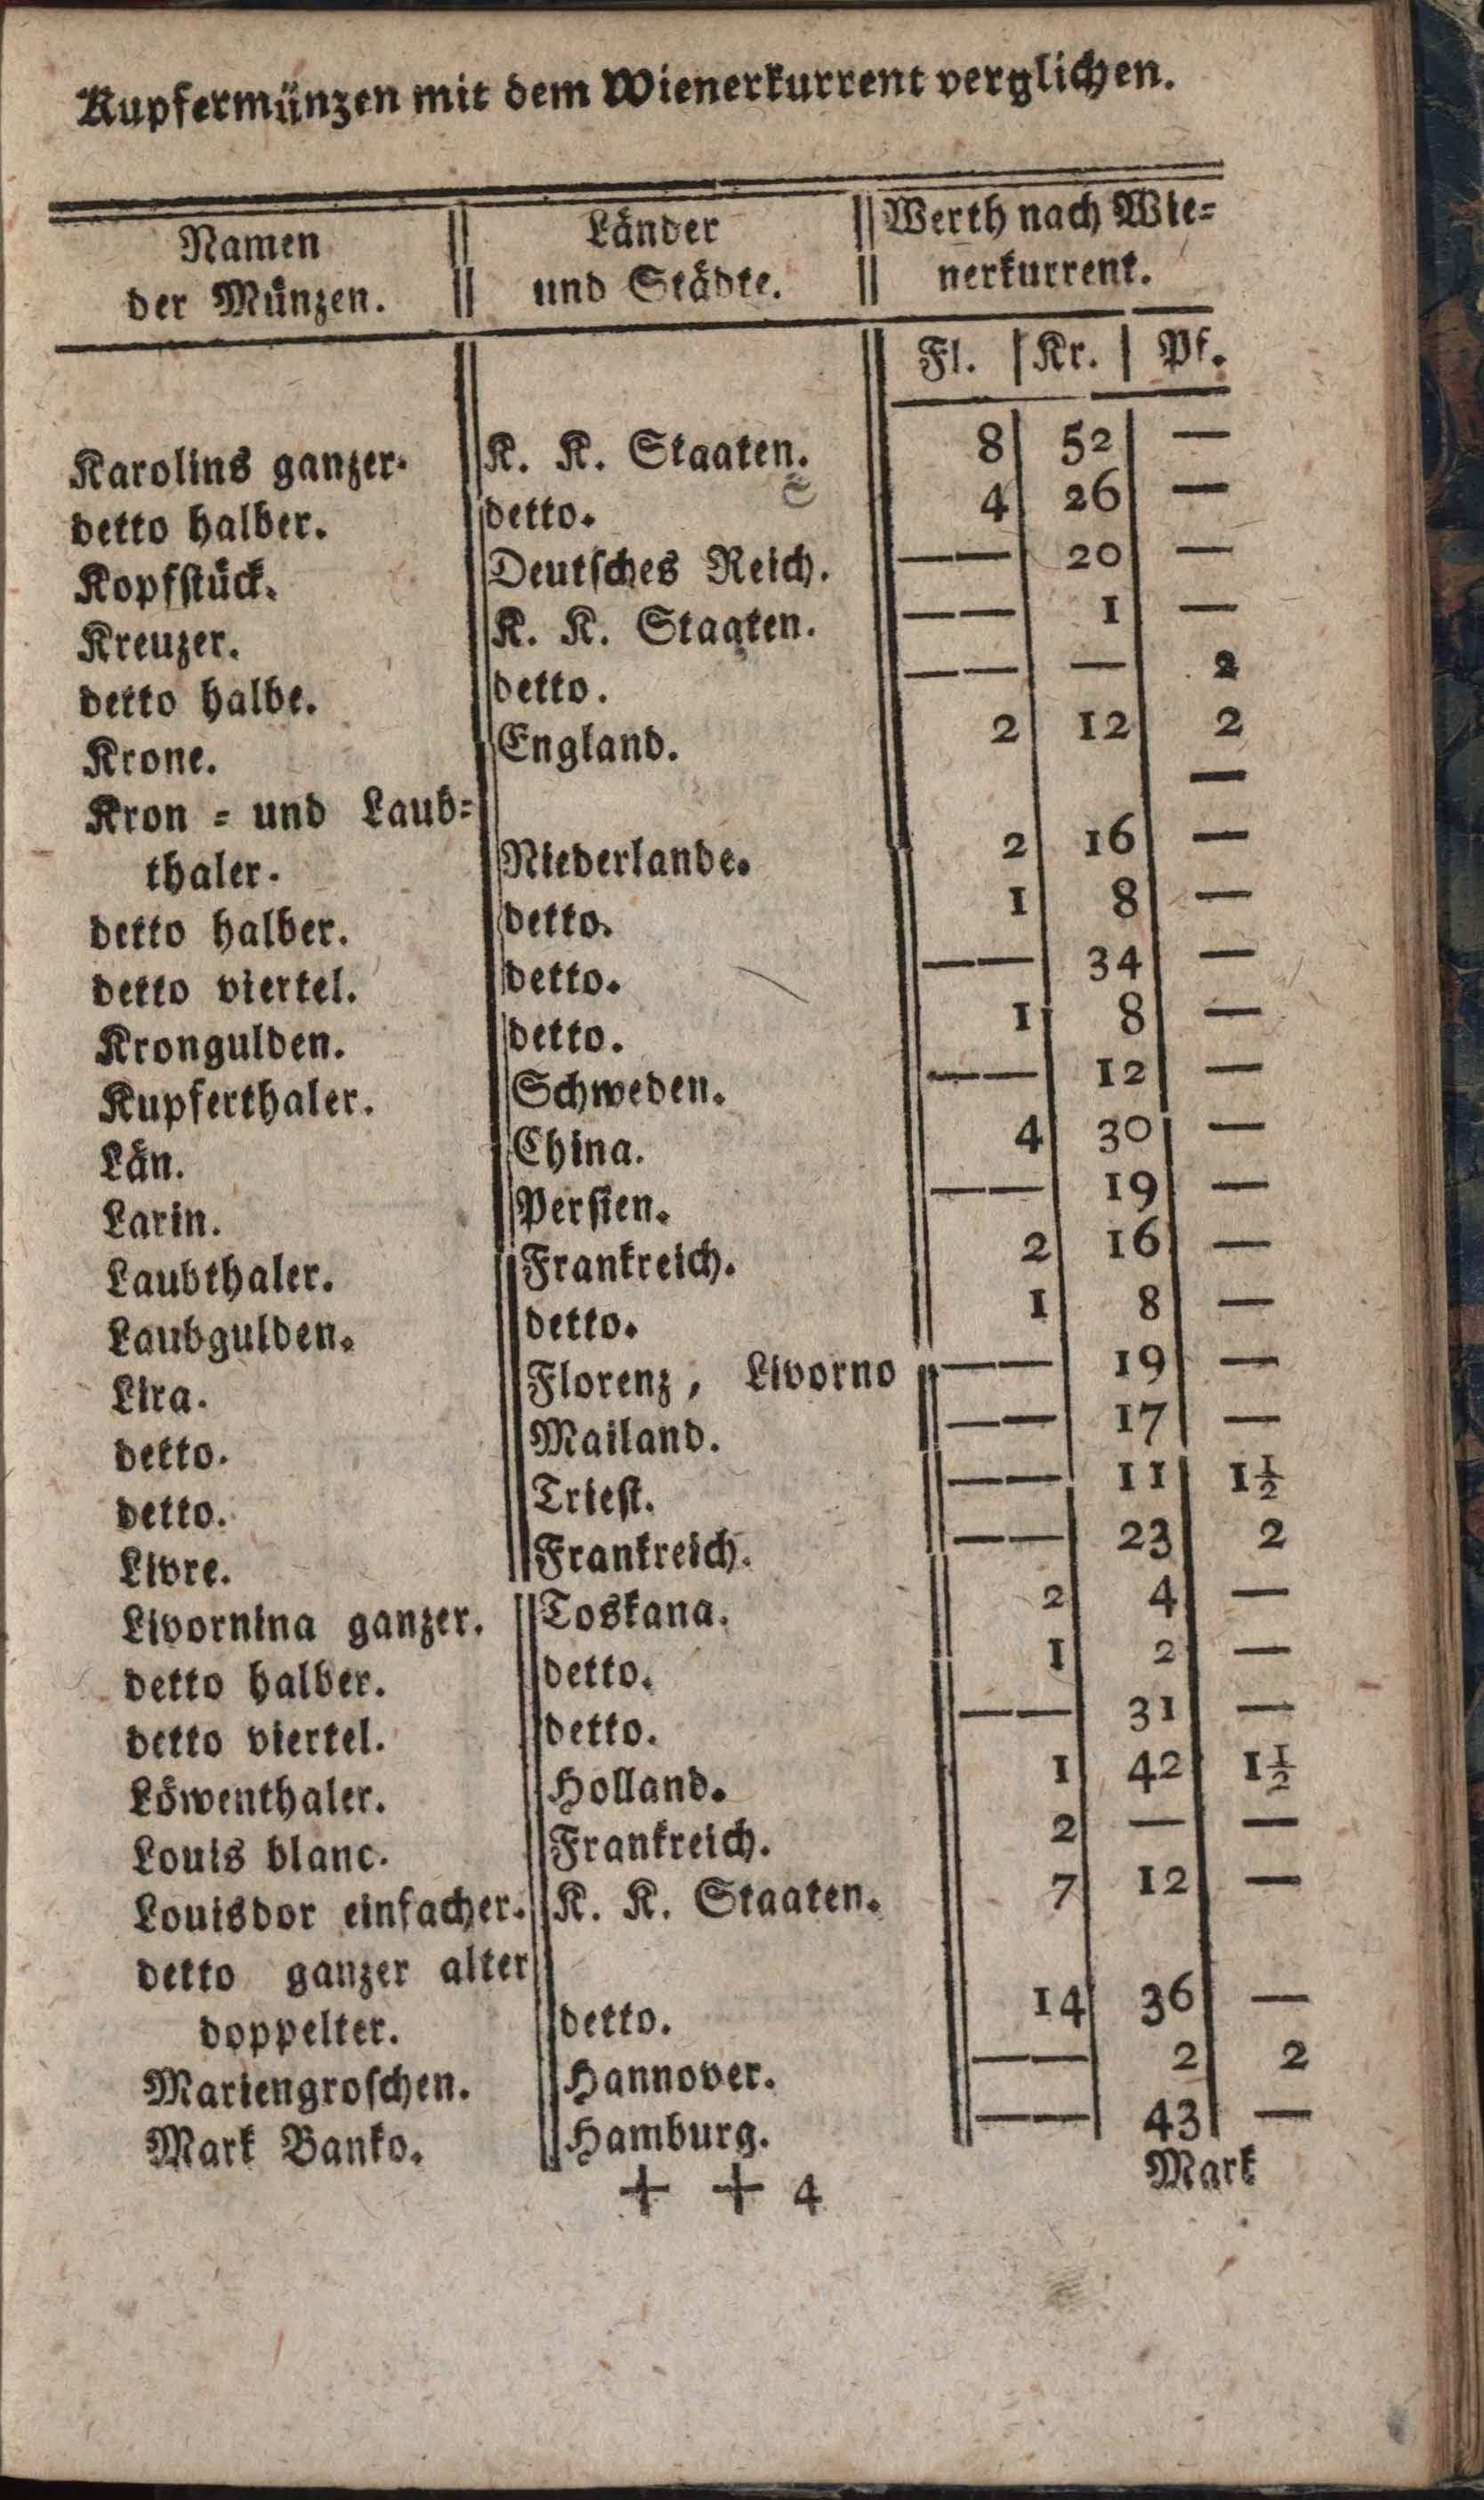 Kupfermünzen mit dem Wienerkurrent verglichen.
Namen der Münzen. Länder und Städte. Werth nach Wie=
nerkurrent.
Fl. Kr. Pf.
Karolins ganzer. K. K. Staaten. 8 52 —
detto halber. detto. 4 26 —
Kopfstück. Deutsches Reich. —— 20 —
Kreuzer. K. K. Staaten. —— 1 —
detto halbe. detto. —— — 2
Krone. England. 2 12 2
Kron = und Laub= —
thaler. Niederlande. 2 16 —
detto halber. detto. 1 8 —
detto viertel. detto. —— 34 —
Krongulden. detto. 1 8 —
Kupferthaler. Schweden. —— 12 —
Län. China. 4 30 —
Larin. Persien. —— 19 —
Laubthaler. Frankreich. 2 16 —
Laubgulden. detto. 1 8 —
Lira. Florenz, Livorno —— 19 —
detto. Mailand. —— 17 —
detto. Triest. —— 11 1½
Livre. Frankreich. —— 23 2
Livornina ganzer. Toskana. 2 4 —
detto halber. detto. 1 2 —
detto viertel. detto. —— 31 —
Löwenthaler. Holland. 1 42 1½
Louis blanc. Frankreich. 2 — —
Louisdor einfacher. K. K. Staaten. 7 12 —
detto ganzer alter
doppelter. detto. 14 36 —
Mariengroschen. Hannover. —— 2 2
Mark Banko. Hamburg. —— 43 —
+ + 4 Mark